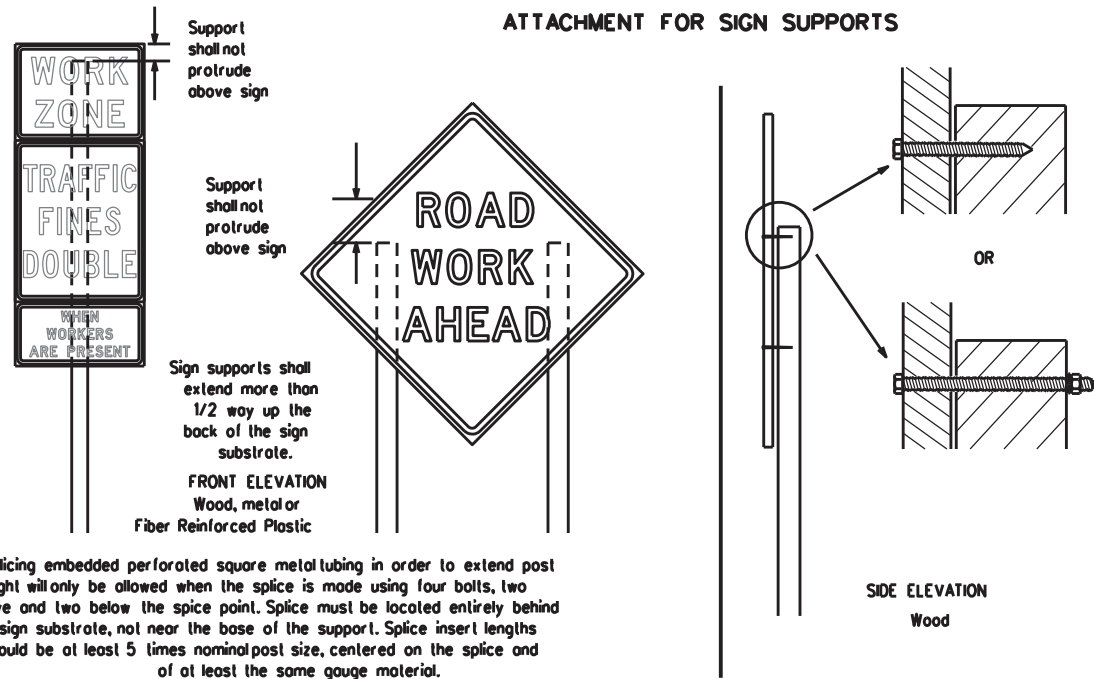 ATTACHMENT FOR SIGN SUPPORTS
Support
shall not
protrude
above sign
WORK
ZONE
TRAFFIC
FINES
DOUBLE
WHEN
WORKERS
ARE PRESENT
Support
shall not
protrude
above sign
ROAD
WORK
AHEAD
Sign supports shall
extend more than
1/2 way up the
back of the sign
substrate.
FRONT ELEVATION
Wood, metal or
Fiber Reinforced Plastic
OR
SIDE ELEVATION
Wood
embedded perforated square metal tubing in order to extend post
will only be allowed when the splice is made using four bolts, two
and two below the spice point. Splice must be located entirely behind
sign substrate, not near the base of the support. Splice insert lengths
be at least 5 times nominal post size, centered on the splice and
of at least the same gauge material.